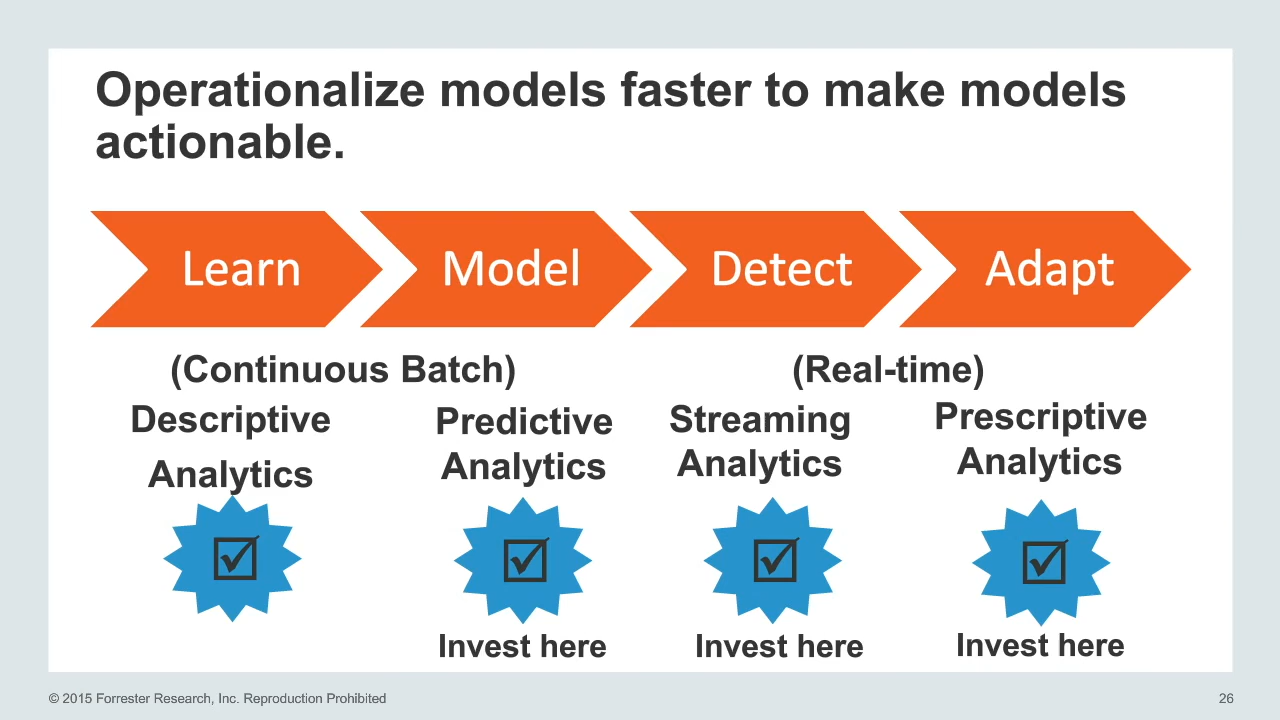 Operationalize models faster to make models
actionable.
Learn
Model
Detect
Adapt
(Continuous Batch)
(Real-time)
Descriptive
Analytics
Predictive
Analytics
Streaming
Analytics
Prescriptive
Analytics
Invest here
Invest here
Invest here
© 2015 Forrester Research, Inc. Reproduction Prohibited
26